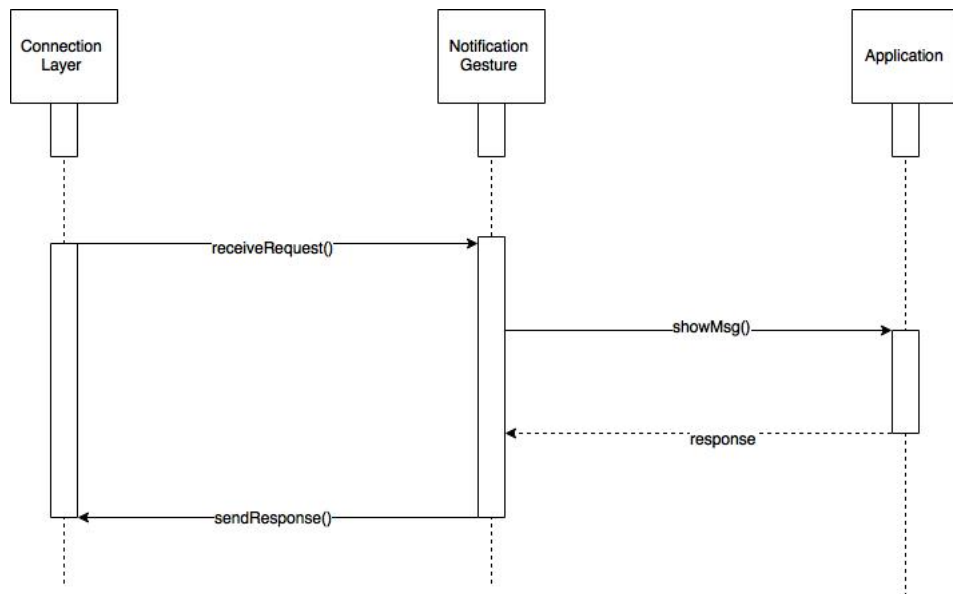 Connection
Layer
Notification
Gesture
Application
receiveRequest()
showMsg()
response
sendResponse()